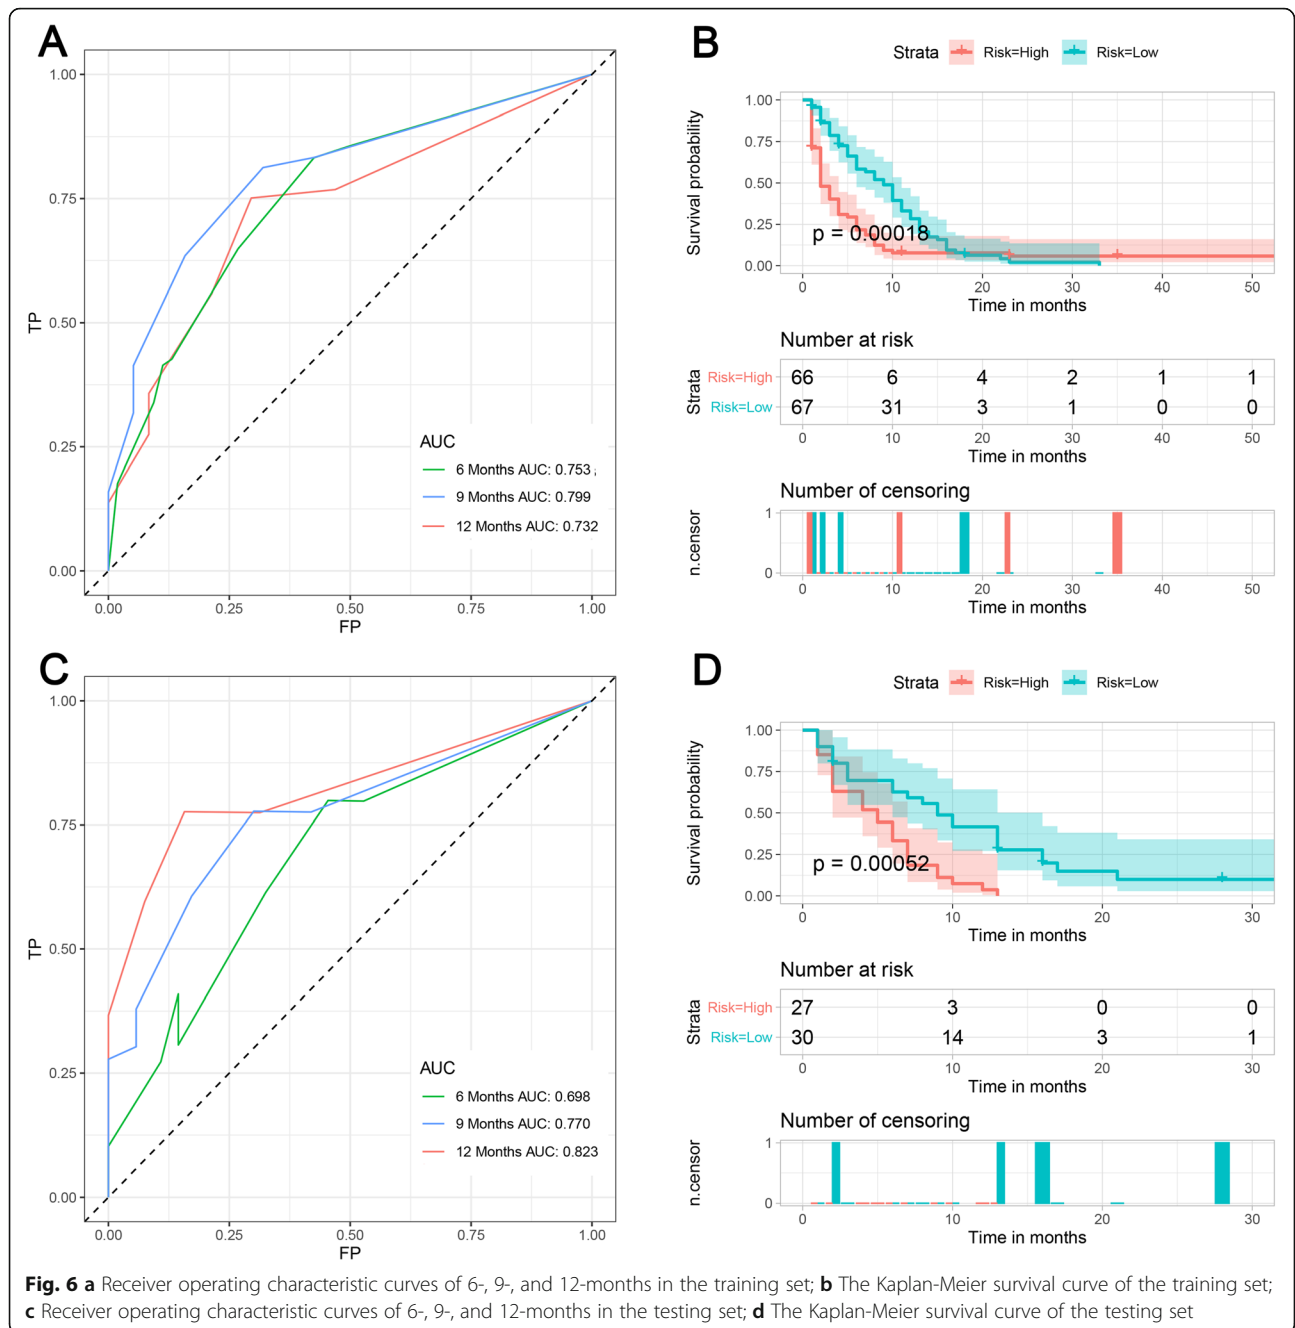 A
1.00
0.75
0.50
0.25
0.00
TP
0.00 0.25 0.50 0.75 1.00
FP
AUC
6 Months AUC: 0.753 ;
9 Months AUC: 0.799
12 Months AUC: 0.732
B
Strata Risk=High Risk=Low
1.00
0.75
0.50
0.25
0.00
Survival probability
p = 0.00018
0 10 20 30 40 50
Time in months
Number at risk
Strata
Risk=High 66 6 4 2 1 1
Risk=Low 67 31 3 1 0 0
0 10 20 30 40 50
Time in months
Number of censoring
n.censor
1
0
0 10 20 30 40 50
Time in months
C
1.00
0.75
0.50
0.25
0.00
TP
0.00 0.25 0.50 0.75 1.00
FP
AUC
6 Months AUC: 0.698
9 Months AUC: 0.770
12 Months AUC: 0.823
D
Strata Risk=High Risk=Low
1.00
0.75
0.50
0.25
0.00
Survival probability
p = 0.00052
0 10 20 30
Time in months
Number at risk
Strata
Risk=High 27 3 0 0
Risk=Low 30 14 3 1
0 10 20 30
Time in months
Number of censoring
n.censor
1
0
0 10 20 30
Time in months
Fig. 6 a Receiver operating characteristic curves of 6-, 9-, and 12-months in the training set; b The Kaplan-Meier survival curve of the training set;
c Receiver operating characteristic curves of 6-, 9-, and 12-months in the testing set; d The Kaplan-Meier survival curve of the testing set